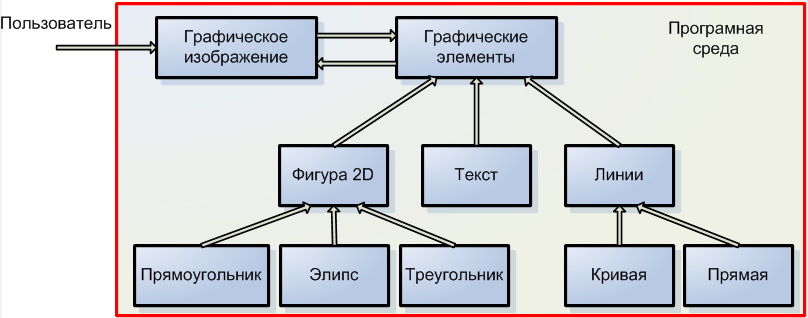 Пользователь
Графическое
изображение
Графические
элементы
Програмная
среда
Фигура 2D
Текст
Линии
Прямоугольник
Элипс
Треугольник
Кривая
Прямая